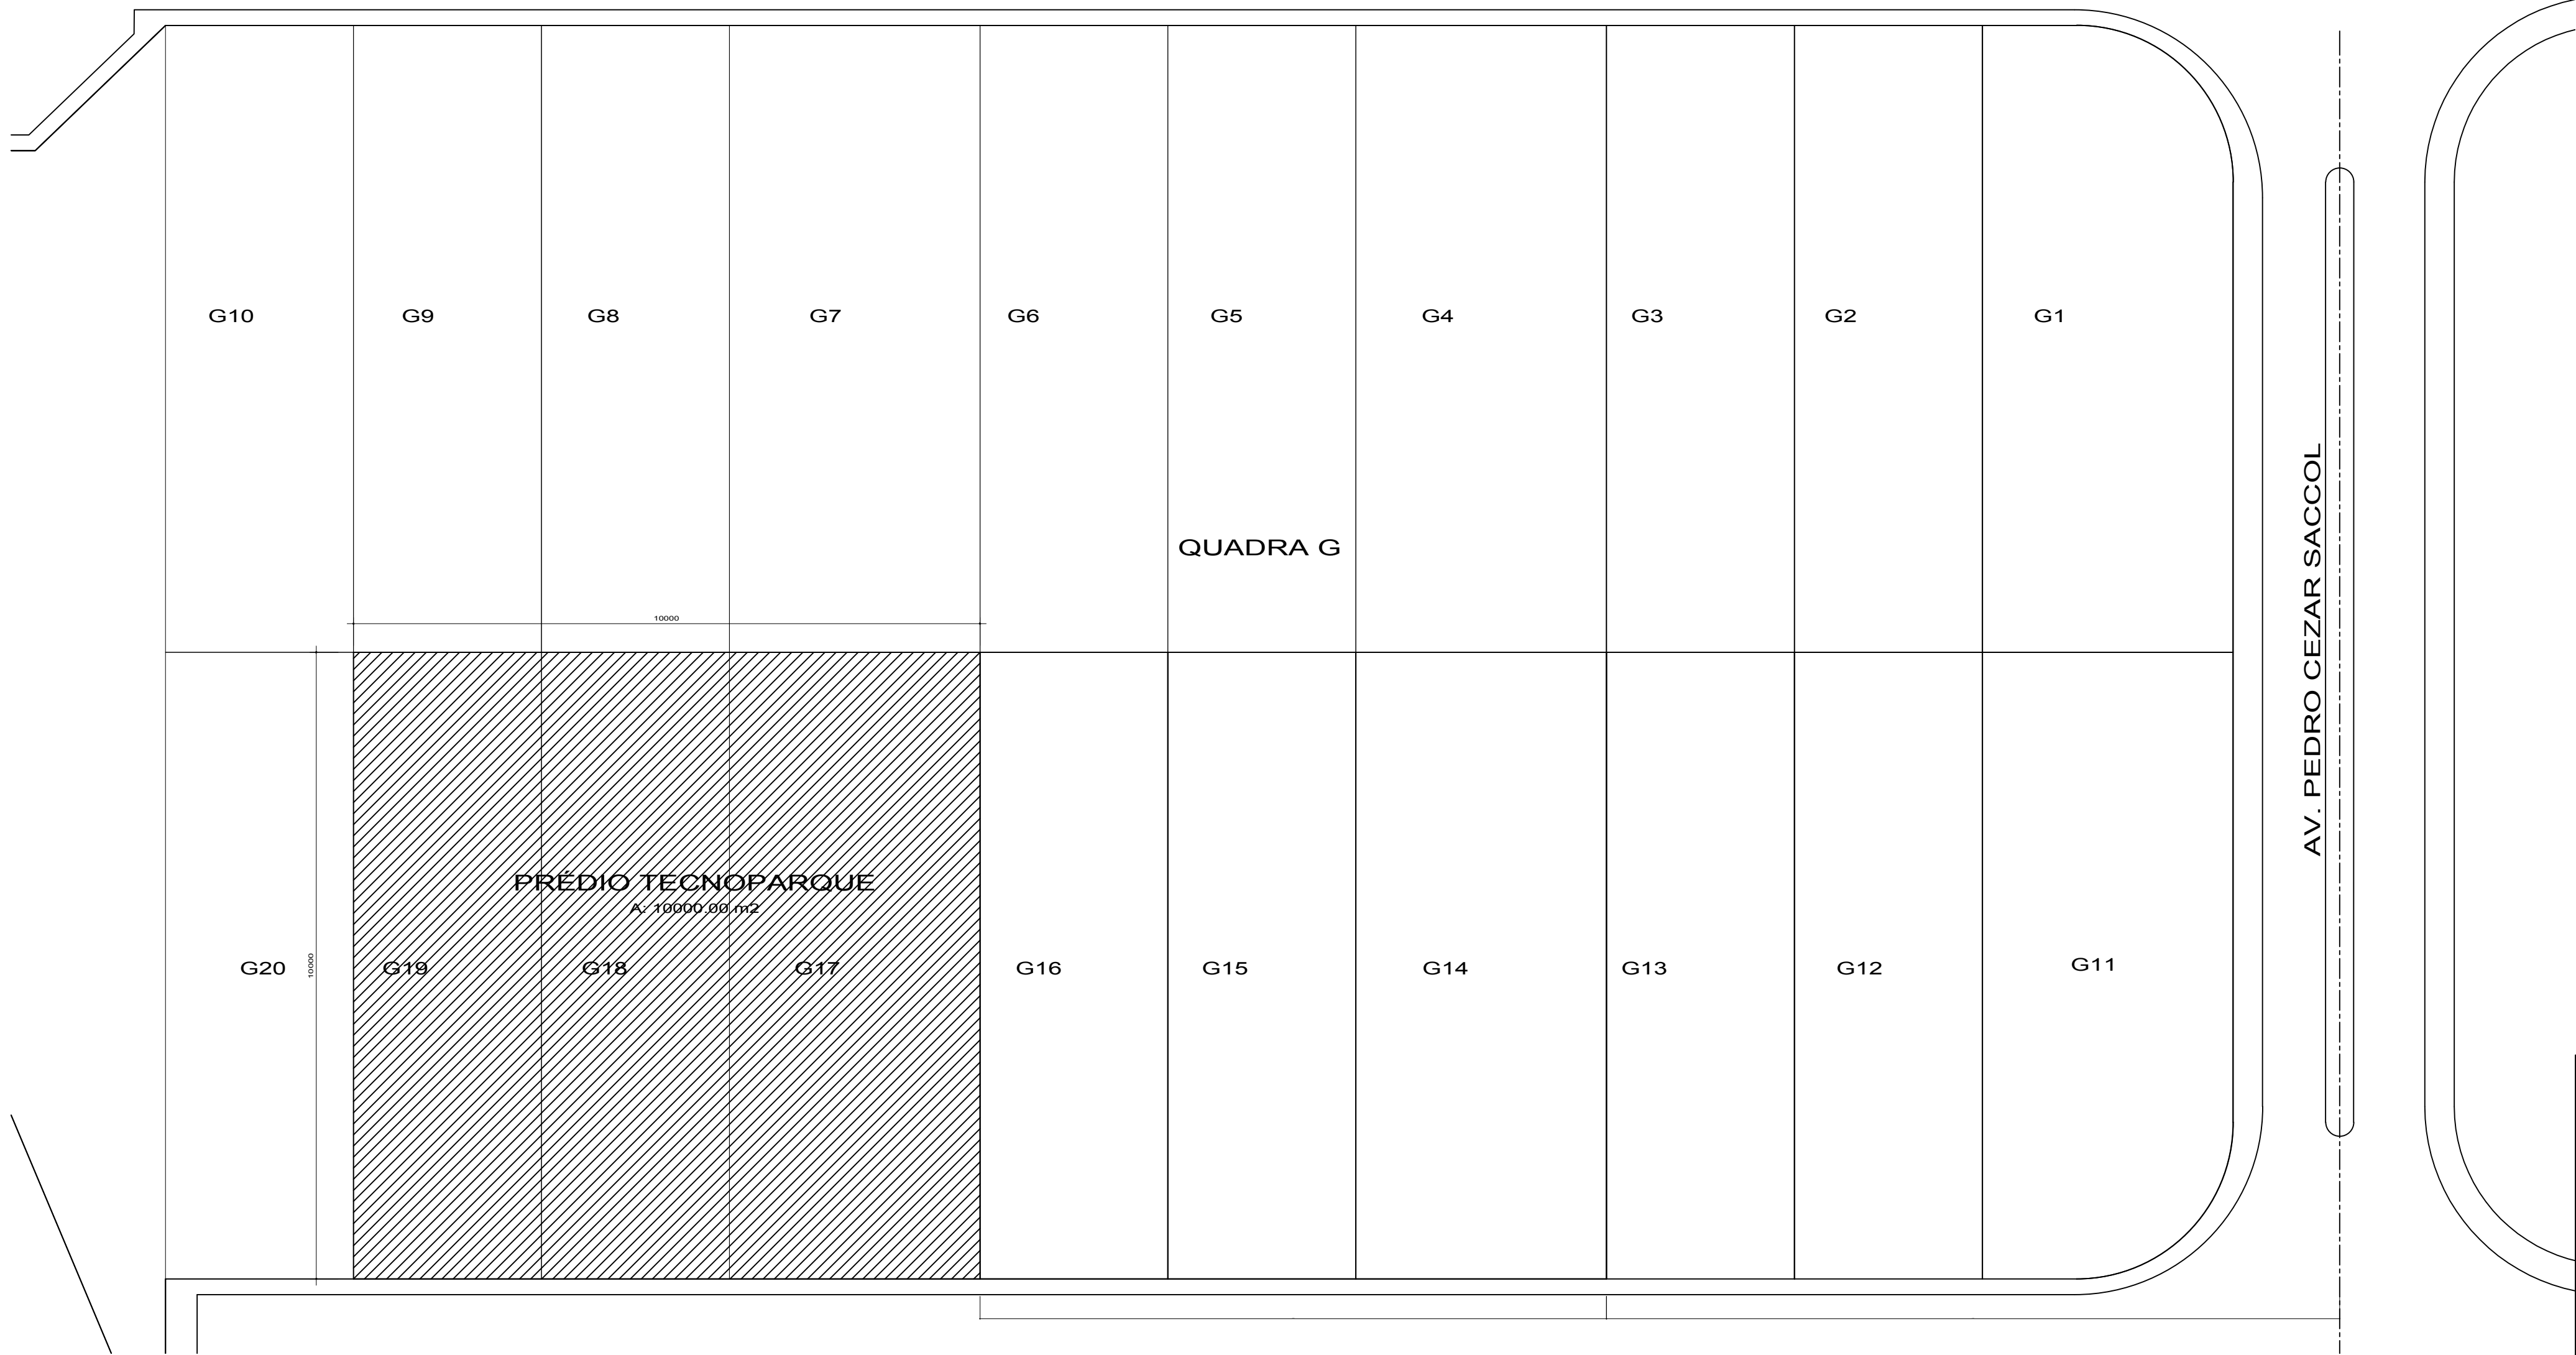 G10
G9
G8
G7
G6
G5
G4
G3
G2
G1
QUADRA G
AV. PEDRO CEZAR SACCOL
10000
PRÉDIO TECNOPARQUE
A: 10000.00 m2
10000
G20
G19
G18
G17
G16
G15
G14
G13
G12
G11